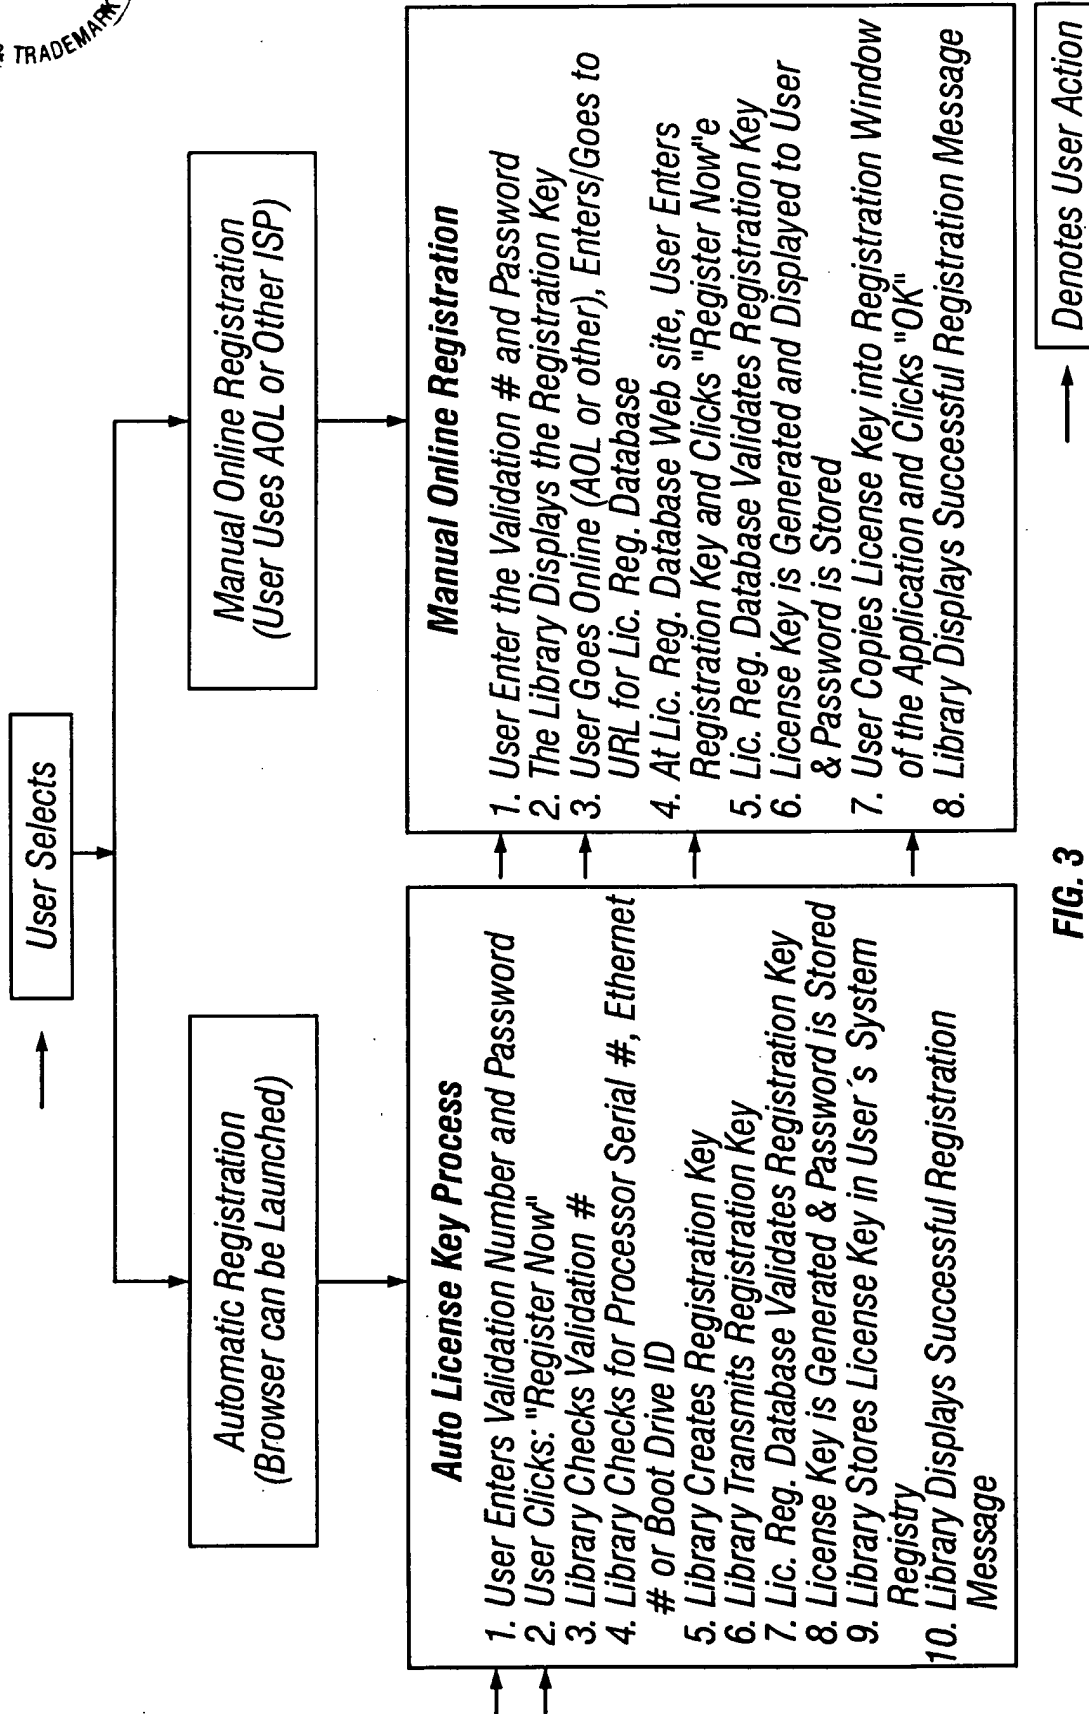 TRADEMARK
User Selects
Automatic Registration
(Browser can be Launched)
Manual Online Registration
(User Uses AOL or Other ISP)
Auto License Key Process
1. User Enters Validation Number and Password
2. User Clicks: "Register Now"
3. Library Checks Validation #
4. Library Checks for Processor Serial #, Ethernet
# or Boot Drive ID
5. Library Creates Registration Key
6. Library Transmits Registration Key
7. Lic. Reg. Database Validates Registration Key
8. License Key is Generated & Password is Stored
9. Library Stores License Key in User´s System
Registry
10. Library Displays Successful Registration
Message
Manual Online Registration
1. User Enter the Validation # and Password
2. The Library Displays the Registration Key
3. User Goes Online (AOL or other), Enters/Goes to
URL for Lic. Reg. Database
4. At Lic. Reg. Database Web site, User Enters
Registration Key and Clicks "Register Now"e
5. Lic. Reg. Database Validates Registration Key
6. License Key is Generated and Displayed to User
& Password is Stored
7. User Copies License Key into Registration Window
of the Application and Clicks "OK"
8. Library Displays Successful Registration Message
Denotes User Action
FIG. 3